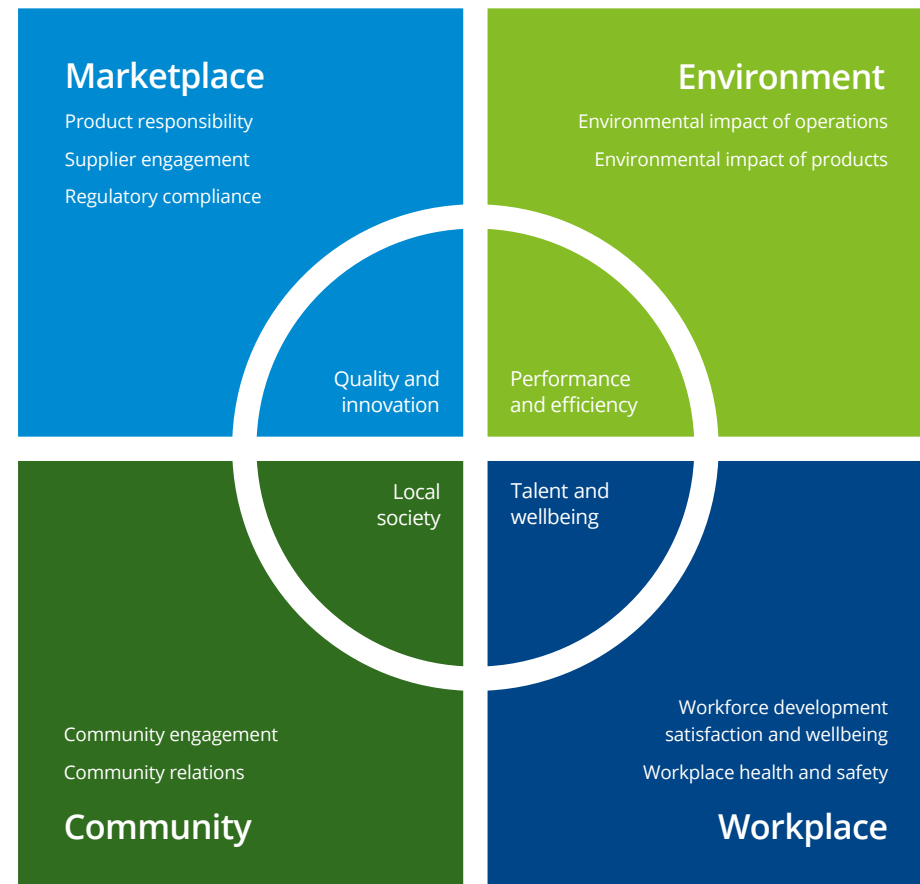 Marketplace
Product responsibility
Supplier engagement
Regulatory compliance
Quality and
innovation
Environment
Environmental impact of operations
Environmental impact of products
Performance
and efficiency
Local
society
Community engagement
Community relations
Community
Talent and
wellbeing
Workforce development
satisfaction and wellbeing
Workplace health and safety
Workplace